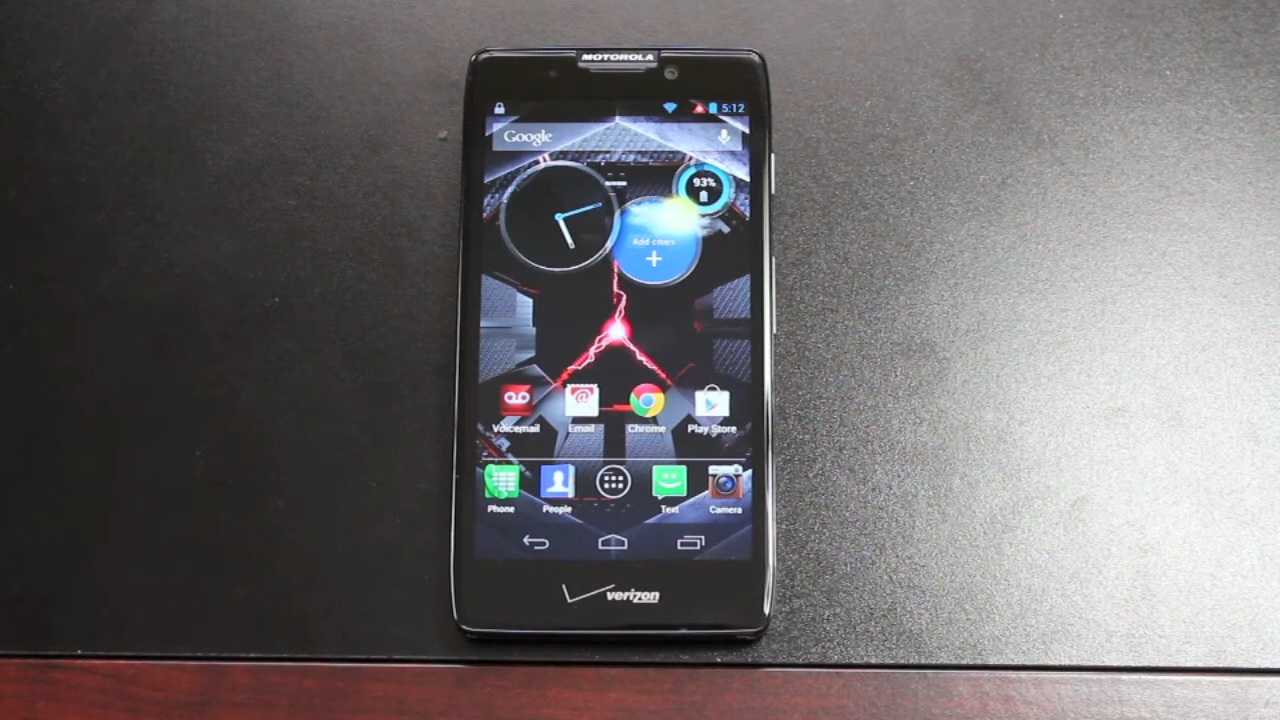 MOTOROLA
5:12
Google
93%
Add cities
Voicemail Email Chrome Play Store
Phone People Text Camera
verizon